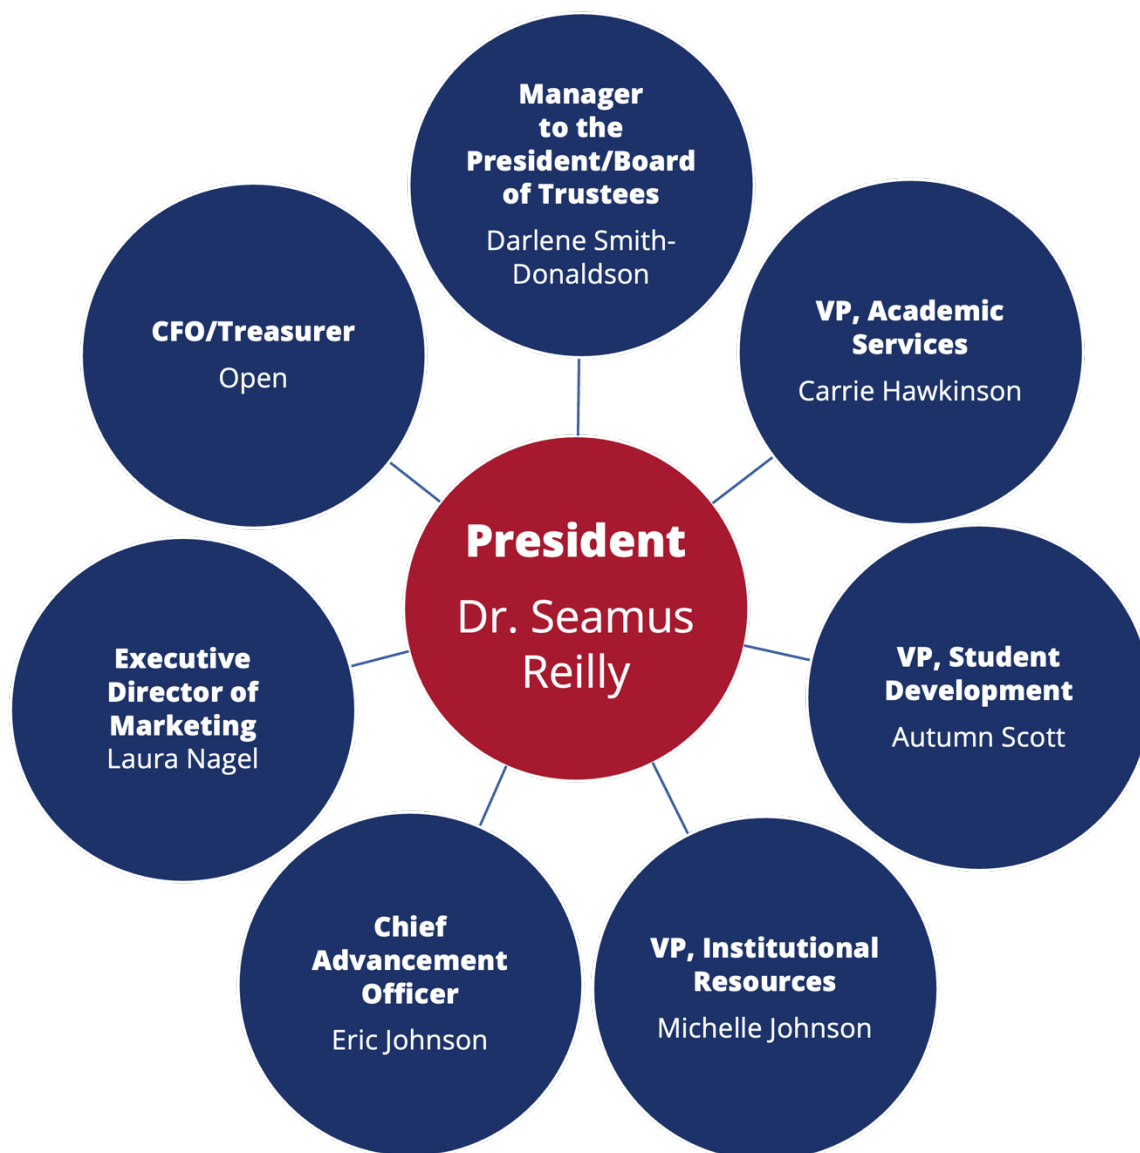 Manager
to the
President/Board
of Trustees
Darlene Smith-
Donaldson
VP, Academic
Services
Carrie Hawkinson
VP, Student
Development
Autumn Scott
VP, Institutional
Resources
Michelle Johnson
Chief
Advancement
Officer
Eric Johnson
Executive
Director of
Marketing
Laura Nagel
CFO/Treasurer
Open
President
Dr. Seamus
Reilly